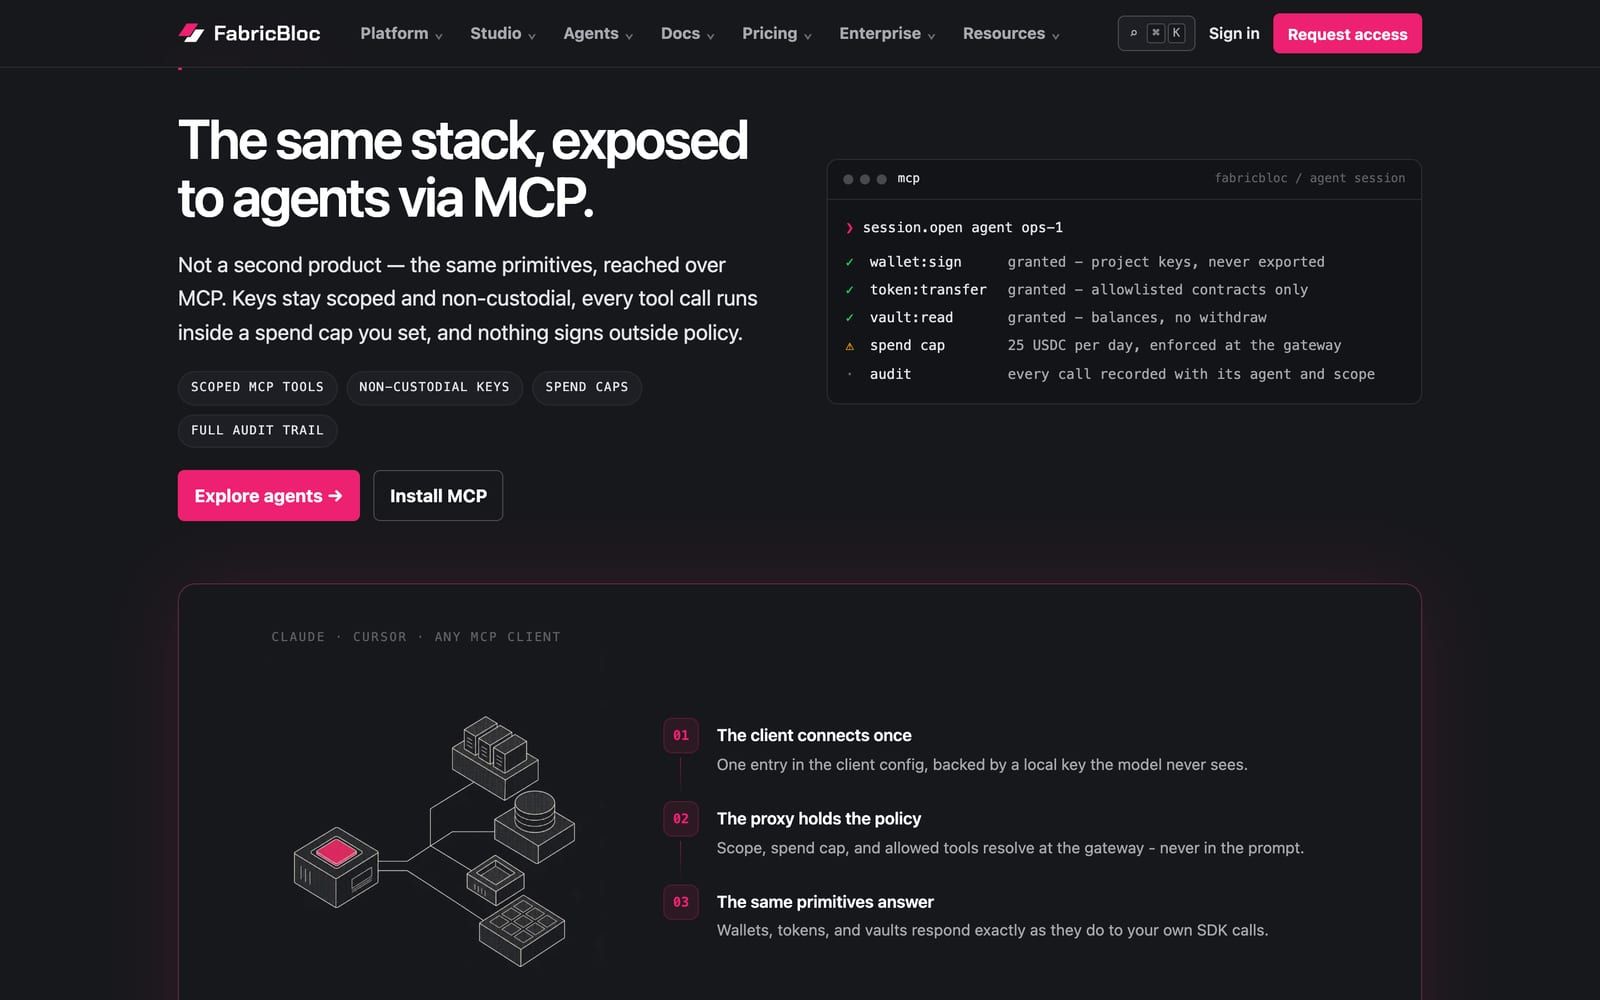 FabricBloc
Platform
Studio
Agents
Docs
Pricing
Enterprise
Resources
⌘ K
Sign in
Request access
The same stack, exposed
to agents via MCP.
Not a second product — the same primitives, reached over
MCP. Keys stay scoped and non-custodial, every tool call runs
inside a spend cap you set, and nothing signs outside policy.
SCOPED MCP TOOLS
NON-CUSTODIAL KEYS
SPEND CAPS
FULL AUDIT TRAIL
Explore agents →
Install MCP
mcp
fabricbloc / agent session
❯ session.open agent ops-1
✓ wallet:sign granted — project keys, never exported
✓ token:transfer granted — allowlisted contracts only
✓ vault:read granted — balances, no withdraw
⚠ spend cap 25 USDC per day, enforced at the gateway
· audit every call recorded with its agent and scope
CLAUDE · CURSOR · ANY MCP CLIENT
01
The client connects once
One entry in the client config, backed by a local key the model never sees.
02
The proxy holds the policy
Scope, spend cap, and allowed tools resolve at the gateway - never in the prompt.
03
The same primitives answer
Wallets, tokens, and vaults respond exactly as they do to your own SDK calls.